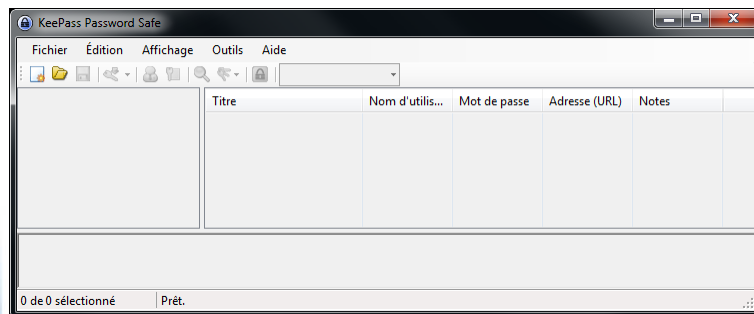 KeePass Password Safe
Fichier Édition Affichage Outils Aide
Titre Nom d'utilis... Mot de passe Adresse (URL) Notes
0 de 0 sélectionné Prêt.